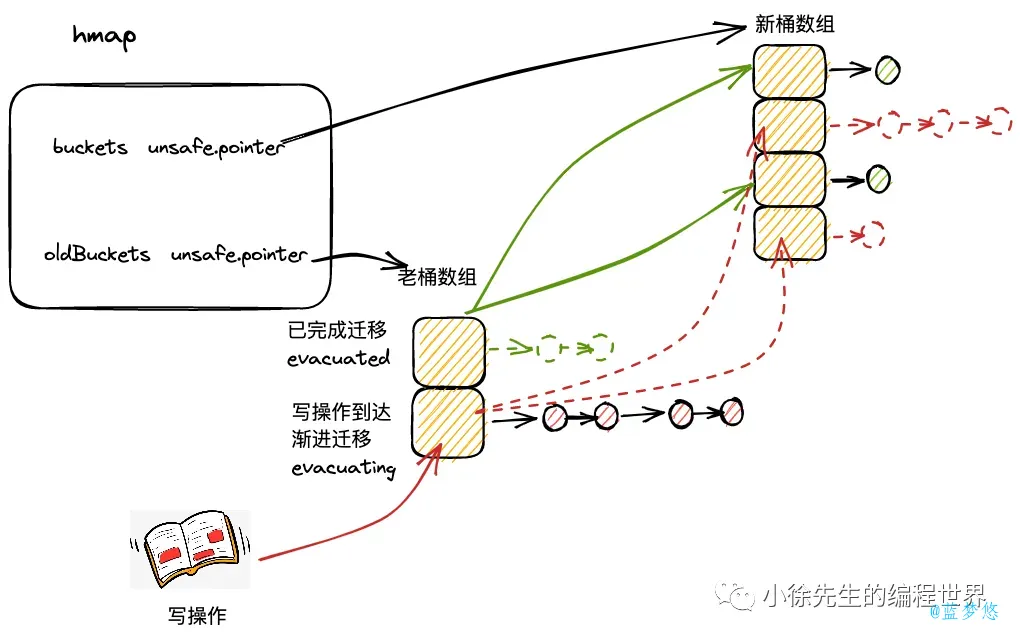 hmap
新桶数组
buckets unsafe.pointer
oldBuckets unsafe.pointer
老桶数组
已完成迁移
evacuated
写操作到达
渐进迁移
evacuating
写操作
小徐先生的编程世界
@蓝梦悠